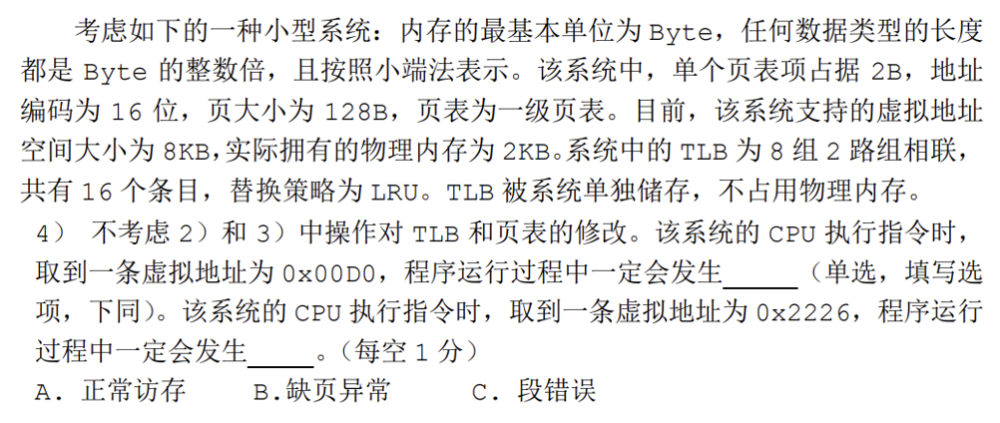 考虑如下的一种小型系统：内存的最基本单位为 Byte，任何数据类型的长度
都是 Byte 的整数倍，且按照小端法表示。该系统中，单个页表项占据 2B，地址
编码为 16 位，页大小为 128B，页表为一级页表。目前，该系统支持的虚拟地址
空间大小为 8KB，实际拥有的物理内存为 2KB。系统中的 TLB 为 8 组 2 路组相联，
共有 16 个条目，替换策略为 LRU。TLB 被系统单独储存，不占用物理内存。
4） 不考虑 2）和 3）中操作对 TLB 和页表的修改。该系统的 CPU 执行指令时，
取到一条虚拟地址为 0x00D0，程序运行过程中一定会发生_____（单选，填写选
项，下同）。该系统的 CPU 执行指令时，取到一条虚拟地址为 0x2226，程序运行
过程中一定会发生____。（每空 1 分）
A. 正常访存 B.缺页异常 C. 段错误